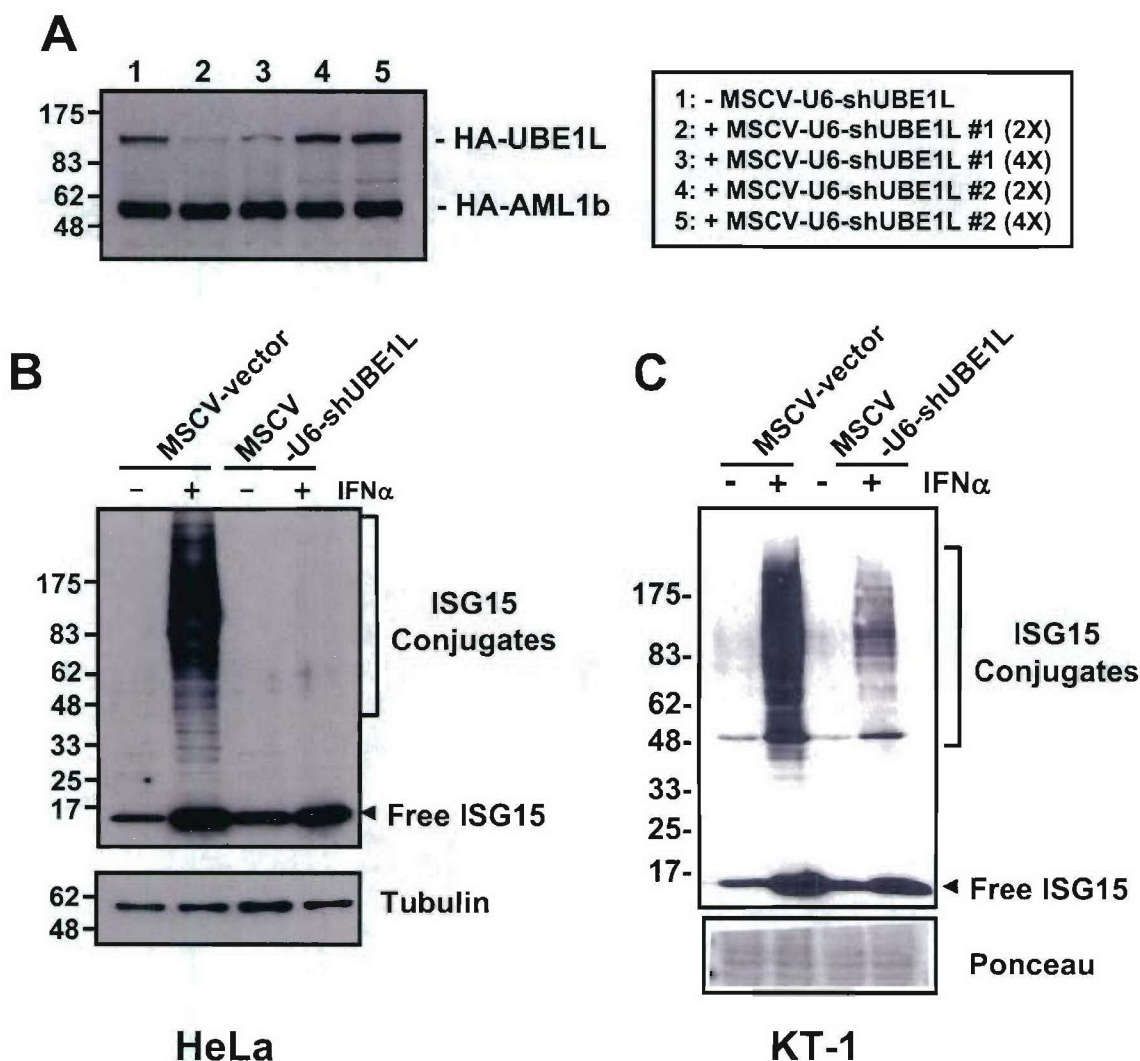 A
1 2 3 4 5
175
83
62
48
- HA-UBE1L
- HA-AML1b
1: - MSCV-U6-shUBE1L
2: + MSCV-U6-shUBE1L #1 (2X)
3: + MSCV-U6-shUBE1L #1 (4X)
4: + MSCV-U6-shUBE1L #2 (2X)
5: + MSCV-U6-shUBE1L #2 (4X)
B
MSCV-vector
MSCV
-U6-shUBE1L
– + – + IFNα
175
83
62
48
33
25
17
ISG15
Conjugates
Free ISG15
62
48
Tubulin
HeLa
C
MSCV-vector
MSCV
-U6-shUBE1L
- + - + IFNα
175-
83-
62-
48-
33-
25-
17-
ISG15
Conjugates
Free ISG15
Ponceau
KT-1